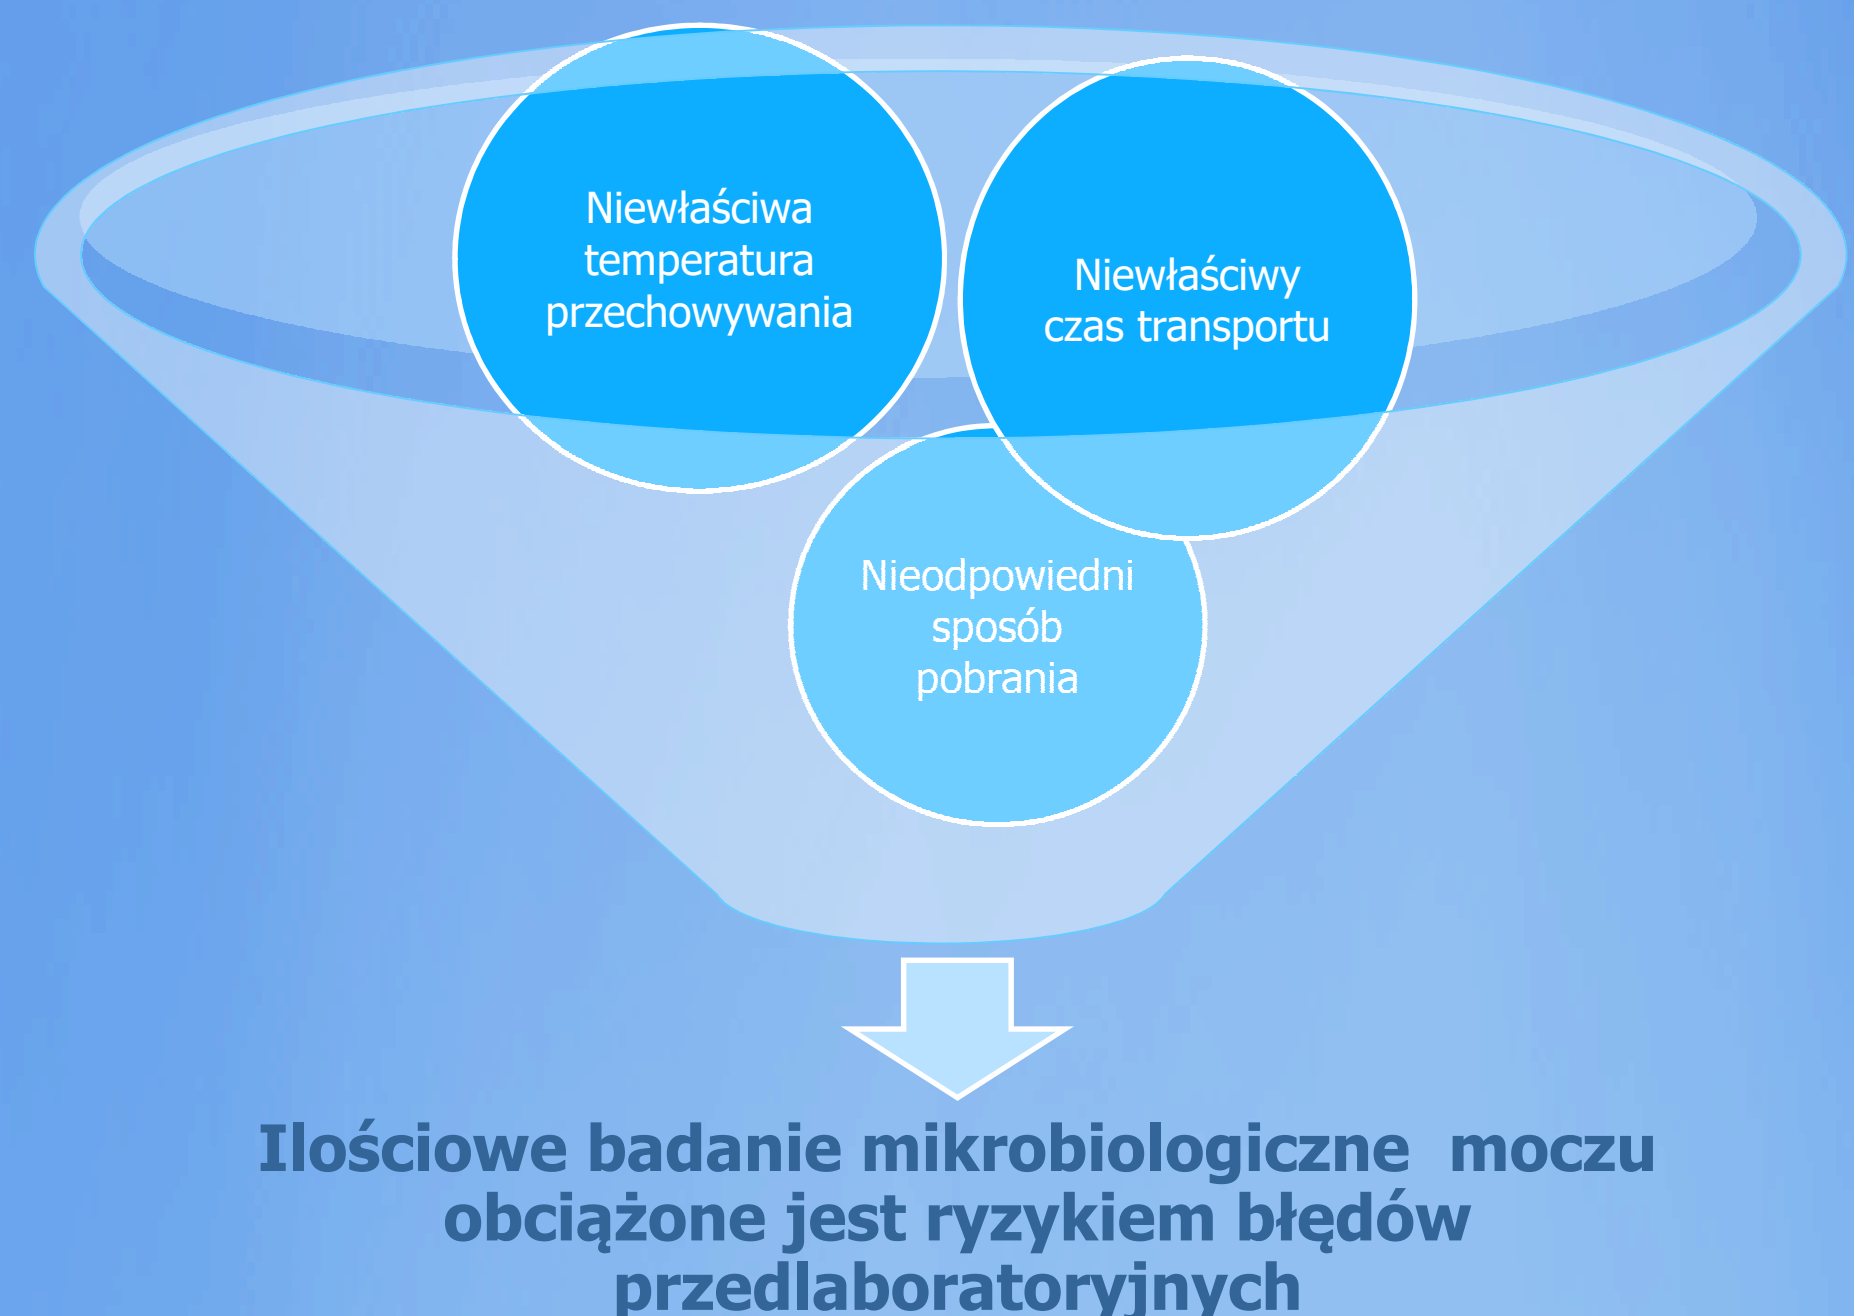 Niewłaściwa
temperatura
przechowywania
Niewłaściwy
czas transportu
Nieodpowiedni
sposób
pobrania
Ilościowe badanie mikrobiologiczne  moczu
obciążone jest ryzykiem błędów
przedlaboratoryjnych